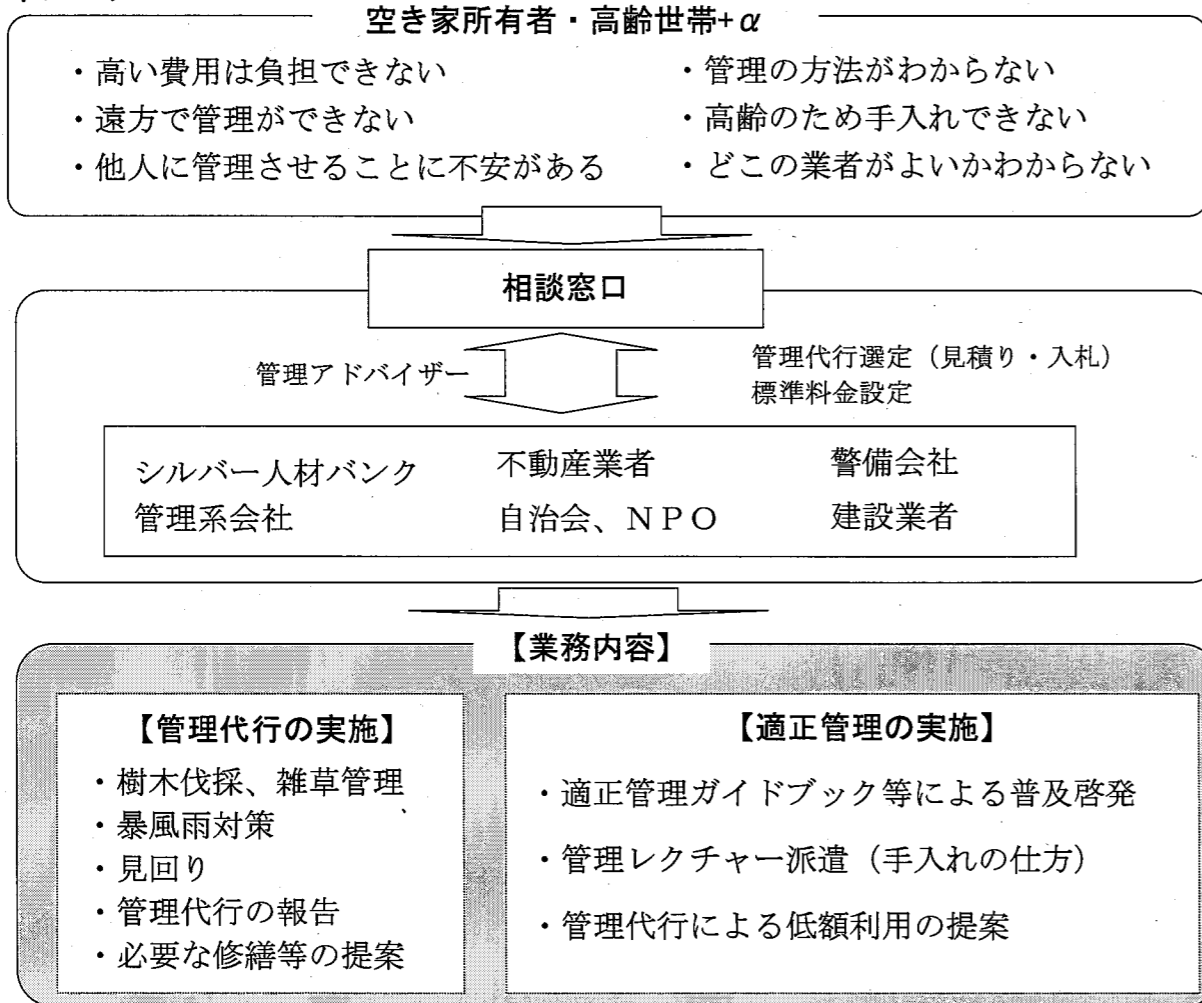 空き家所有者・高齢世帯+α
・高い費用は負担できない
・遠方で管理ができない
・他人に管理させることに不安がある
・管理の方法がわからない
・高齢のため手入れできない
・どこの業者がよいかわからない
相談窓口
管理アドバイザー
管理代行選定(見積り・入札)
標準料金設定
シルバー人材バンク
不動産業者
警備会社
管理系会社
自治会、NPO
建設業者
【業務内容】
【管理代行の実施】
・樹木伐採、雑草管理
・暴風雨対策
・見回り
・管理代行の報告
・必要な修繕等の提案
【適正管理の実施】
・適正管理ガイドブック等による普及啓発
・管理レクチャー派遣(手入れの仕方)
・管理代行による低額利用の提案